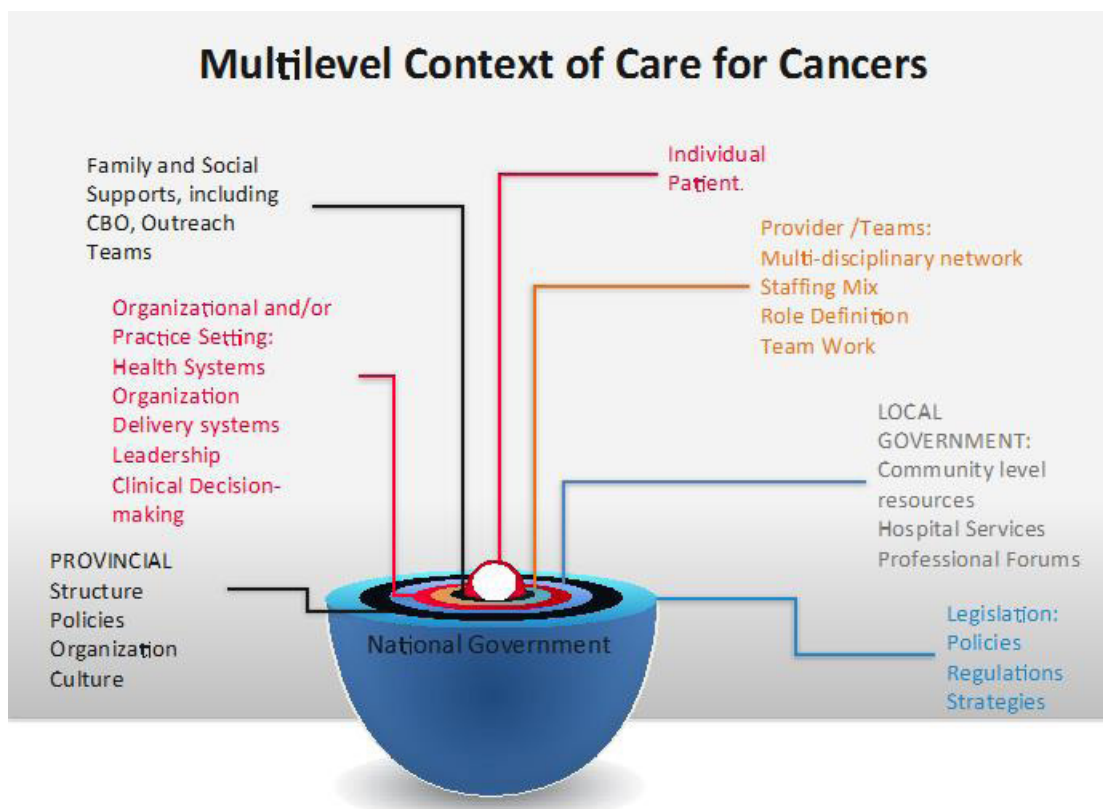 Multilevel Context of Care for Cancers
Family and Social
Supports, including
CBO, Outreach
Teams
Individual
Patient.
Provider /Teams:
Multi-disciplinary network
Staffing Mix
Role Definition
Team Work
Organizational and/or
Practice Setting:
Health Systems
Organization
Delivery systems
Leadership
Clinical Decision-
making
LOCAL
GOVERNMENT:
Community level
resources
Hospital Services
Professional Forums
PROVINCIAL
Structure
Policies
Organization
Culture
National Government
Legislation:
Policies
Regulations
Strategies